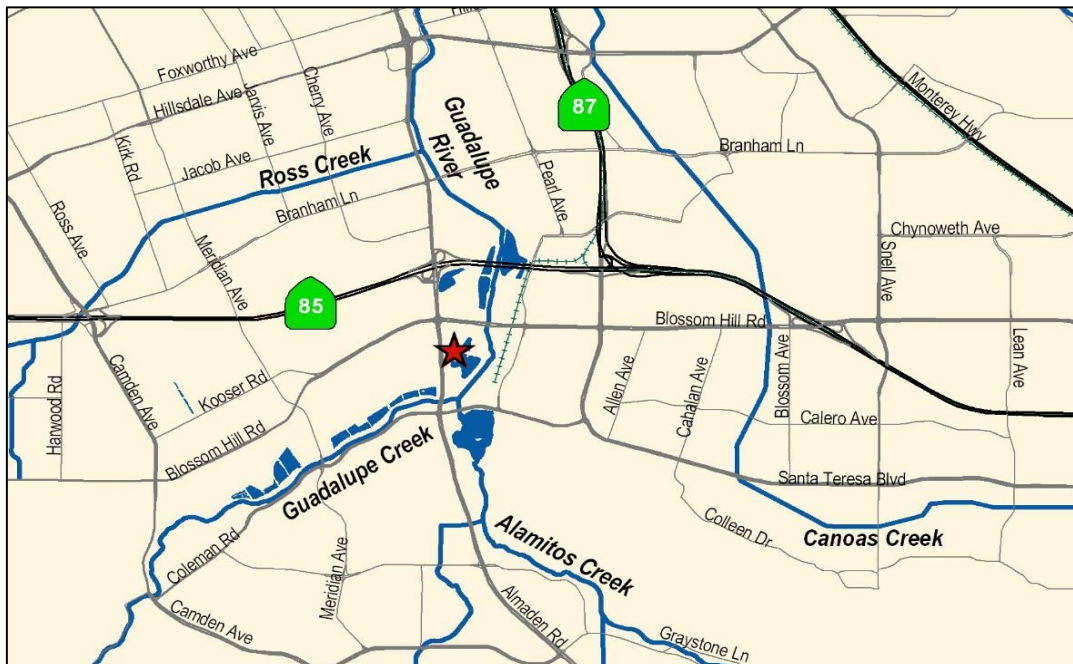 Foxworthy Ave
Hillsdale Ave
Jarvis Ave
Cherry Ave
Kirk Rd
Jacob Ave
Ross Creek
Branham Ln
Ross Ave
Meridian Ave
Guadalupe
River
Pearl Ave
87
Monterey Hwy
Branham Ln
Chynoweth Ave
Snell Ave
85
Blossom Hill Rd
Lean Ave
Harwood Rd
Camden Ave
Kooser Rd
Blossom Hill Rd
Allen Ave
Cahalan Ave
Blossom Ave
Calero Ave
Guadalupe Creek
Santa Teresa Blvd
Colleen Dr
Canoas Creek
Coleman Rd
Meridian Ave
Alamitos Creek
Camden Ave
Almaden Rd
Graystone Ln